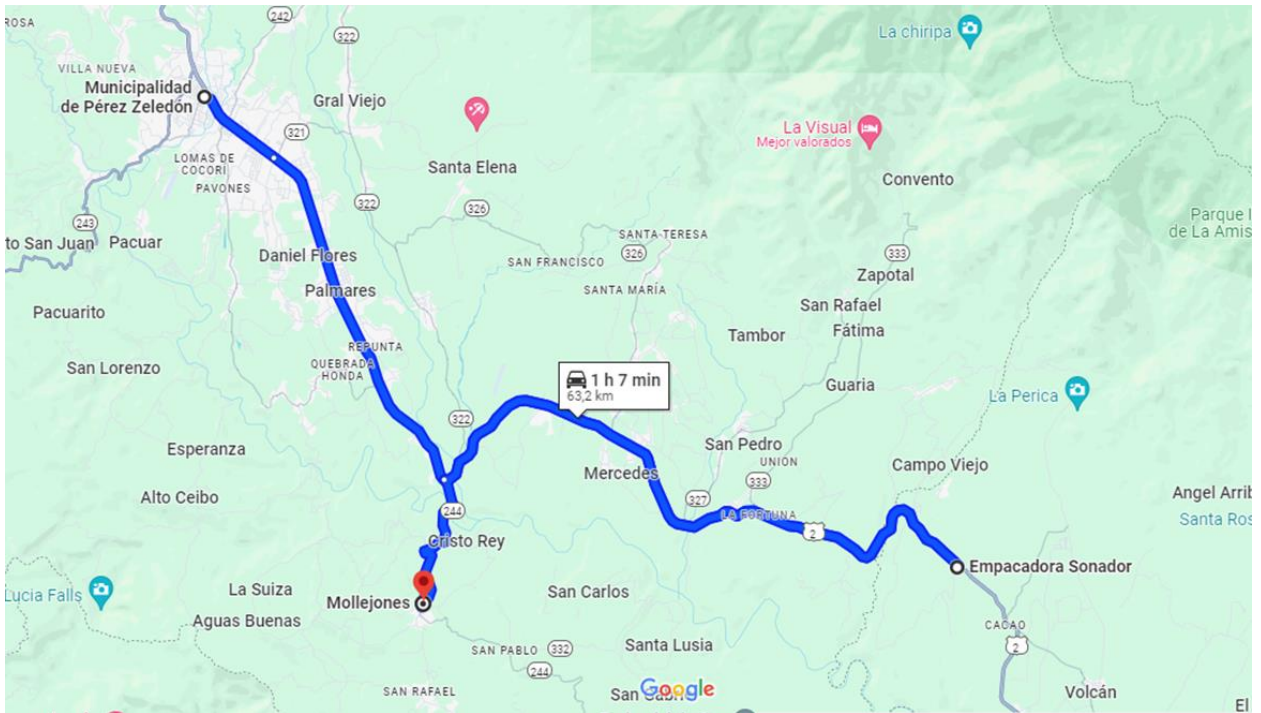 ROSA
242
322
La chiripa
VILLA NUEVA
Municipalidad
de Pérez Zeledón
Gral Viejo
321
La Visual
Mejor valorados
LOMAS DE
COCORI
PAVONES
Santa Elena
Convento
322
326
243
to San Juan
Pacuar
Parque I
de La Amis
SANTA TERESA
326
333
Daniel Flores
SAN FRANCISCO
Zapotal
Palmares
SANTA MARÍA
San Rafael
Pacuarito
Fátima
Tambor
REPUNTA
QUEBRADA
HONDA
San Lorenzo
1 h 7 min
63,2 km
Guaria
La Perica
322
Esperanza
San Pedro
UNIÓN
Campo Viejo
Mercedes
333
Alto Ceibo
327
Angel Arrib
244
LA FORTUNA
Santa Ros
2
Cristo Rey
Empacadora Sonador
Lucia Falls
La Suiza
Mollejones
San Carlos
Aguas Buenas
CACAO
SAN PABLO
332
Santa Lusia
2
244
SAN RAFAEL
Google
Volcán
El